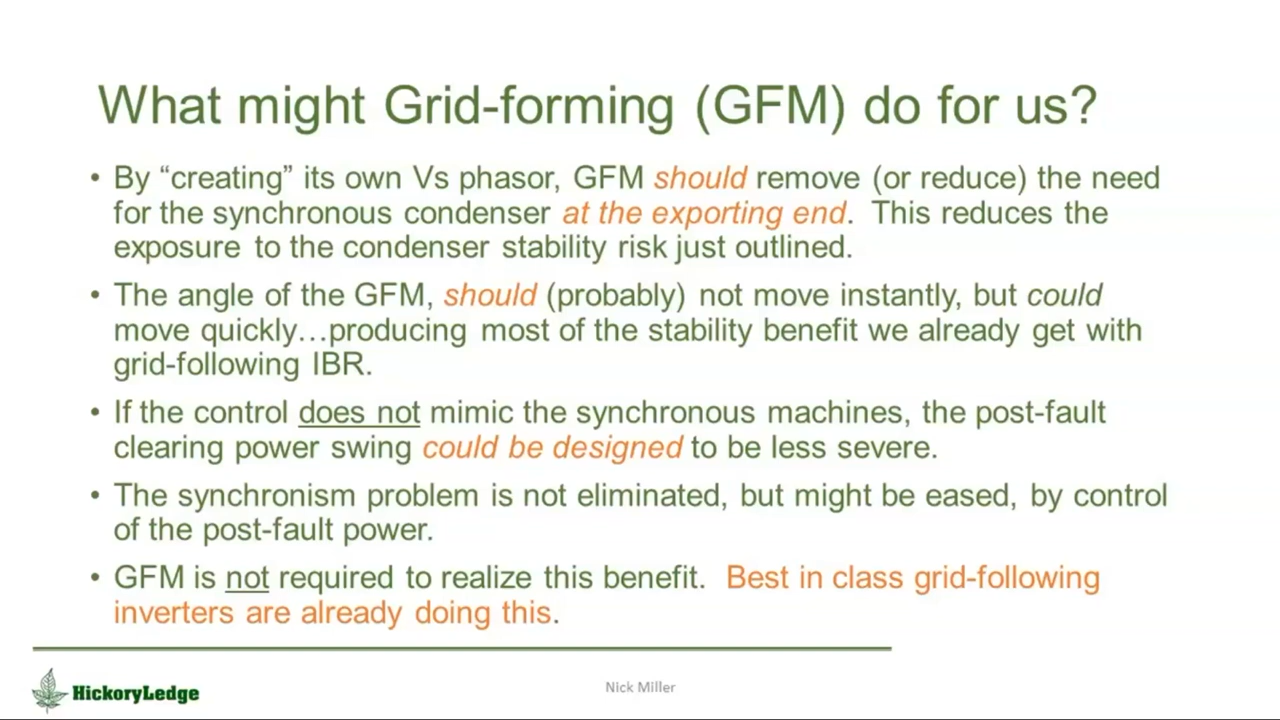 What might Grid-forming (GFM) do for us?
• By “creating” its own Vs phasor, GFM should remove (or reduce) the need
for the synchronous condenser at the exporting end. This reduces the
exposure to the condenser stability risk just outlined.
• The angle of the GFM, should (probably) not move instantly, but could
move quickly…producing most of the stability benefit we already get with
grid-following IBR.
• If the control does not mimic the synchronous machines, the post-fault
clearing power swing could be designed to be less severe.
• The synchronism problem is not eliminated, but might be eased, by control
of the post-fault power.
• GFM is not required to realize this benefit. Best in class grid-following
inverters are already doing this.
HickoryLedge
Nick Miller